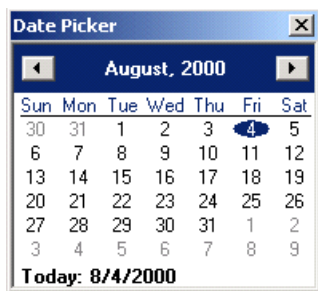 Date Picker
August, 2000
Sun Mon Tue Wed Thu Fri Sat
30 31 1 2 3 4 5
6 7 8 9 10 11 12
13 14 15 16 17 18 19
20 21 22 23 24 25 26
27 28 29 30 31 1 2
3 4 5 6 7 8 9
Today: 8/4/2000